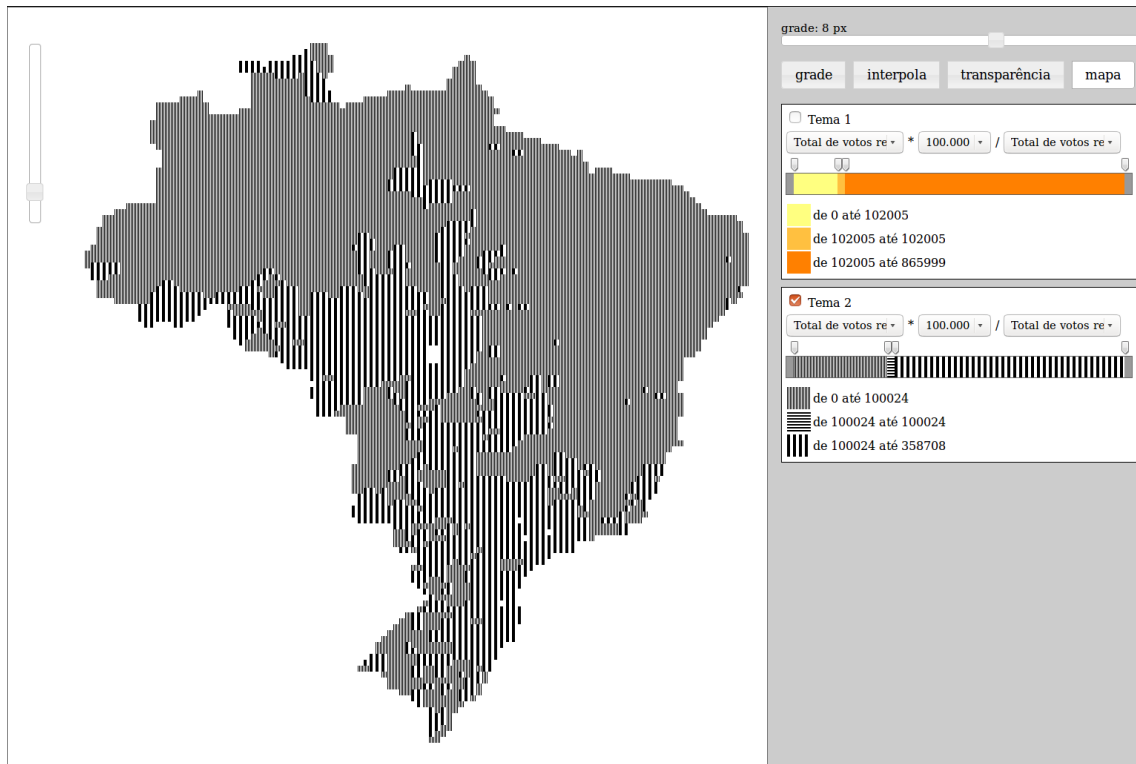 grade: 8 px
grade interpola transparência mapa
Tema 1
Total de votos re * 100.000 / Total de votos re
de 0 até 102005
de 102005 até 102005
de 102005 até 865999
Tema 2
Total de votos re * 100.000 / Total de votos re
de 0 até 100024
de 100024 até 100024
de 100024 até 358708